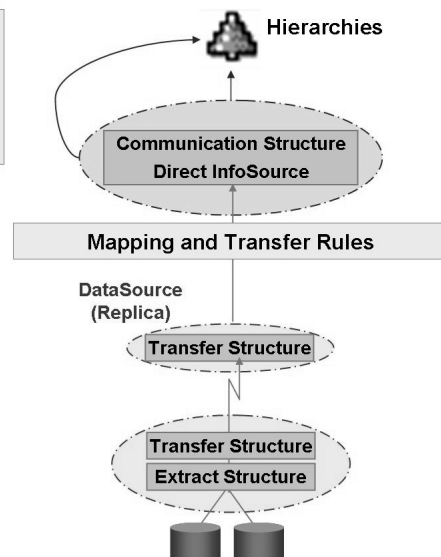 Hierarchies
Communication Structure
Direct InfoSource
Mapping and Transfer Rules
DataSource
(Replica)
Transfer Structure
Transfer Structure
Extract Structure